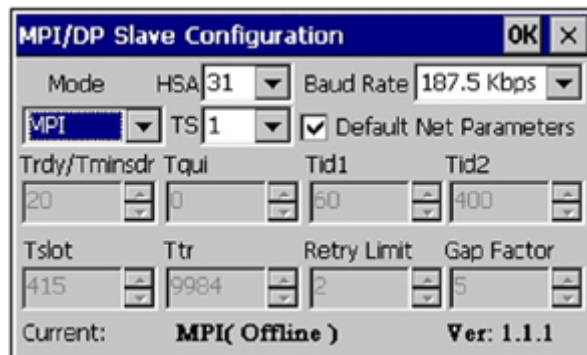 MPI/DP Slave Configuration OK ×
Mode HSA 31 Baud Rate 187.5 Kbps
MPI TS 1 Default Net Parameters
Trdy/Tminsdr Tqui Tid1 Tid2
20 0 60 400
Tslot Ttr Retry Limit Gap Factor
415 9984 2 5
Current: MPI( Offline ) Ver: 1.1.1